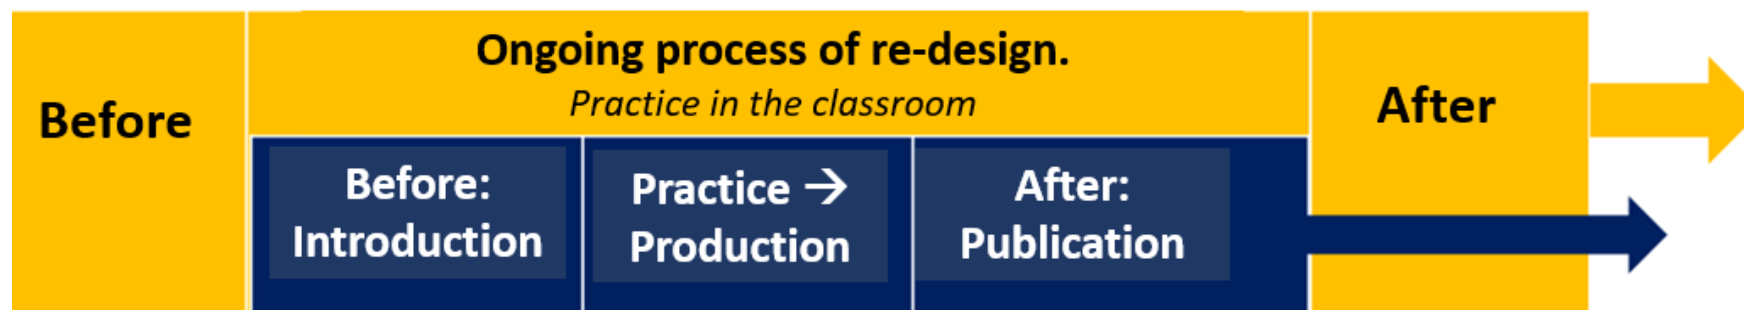 Before
Ongoing process of re-design.
Practice in the classroom
Before:
Introduction
Practice →
Production
After:
Publication
After